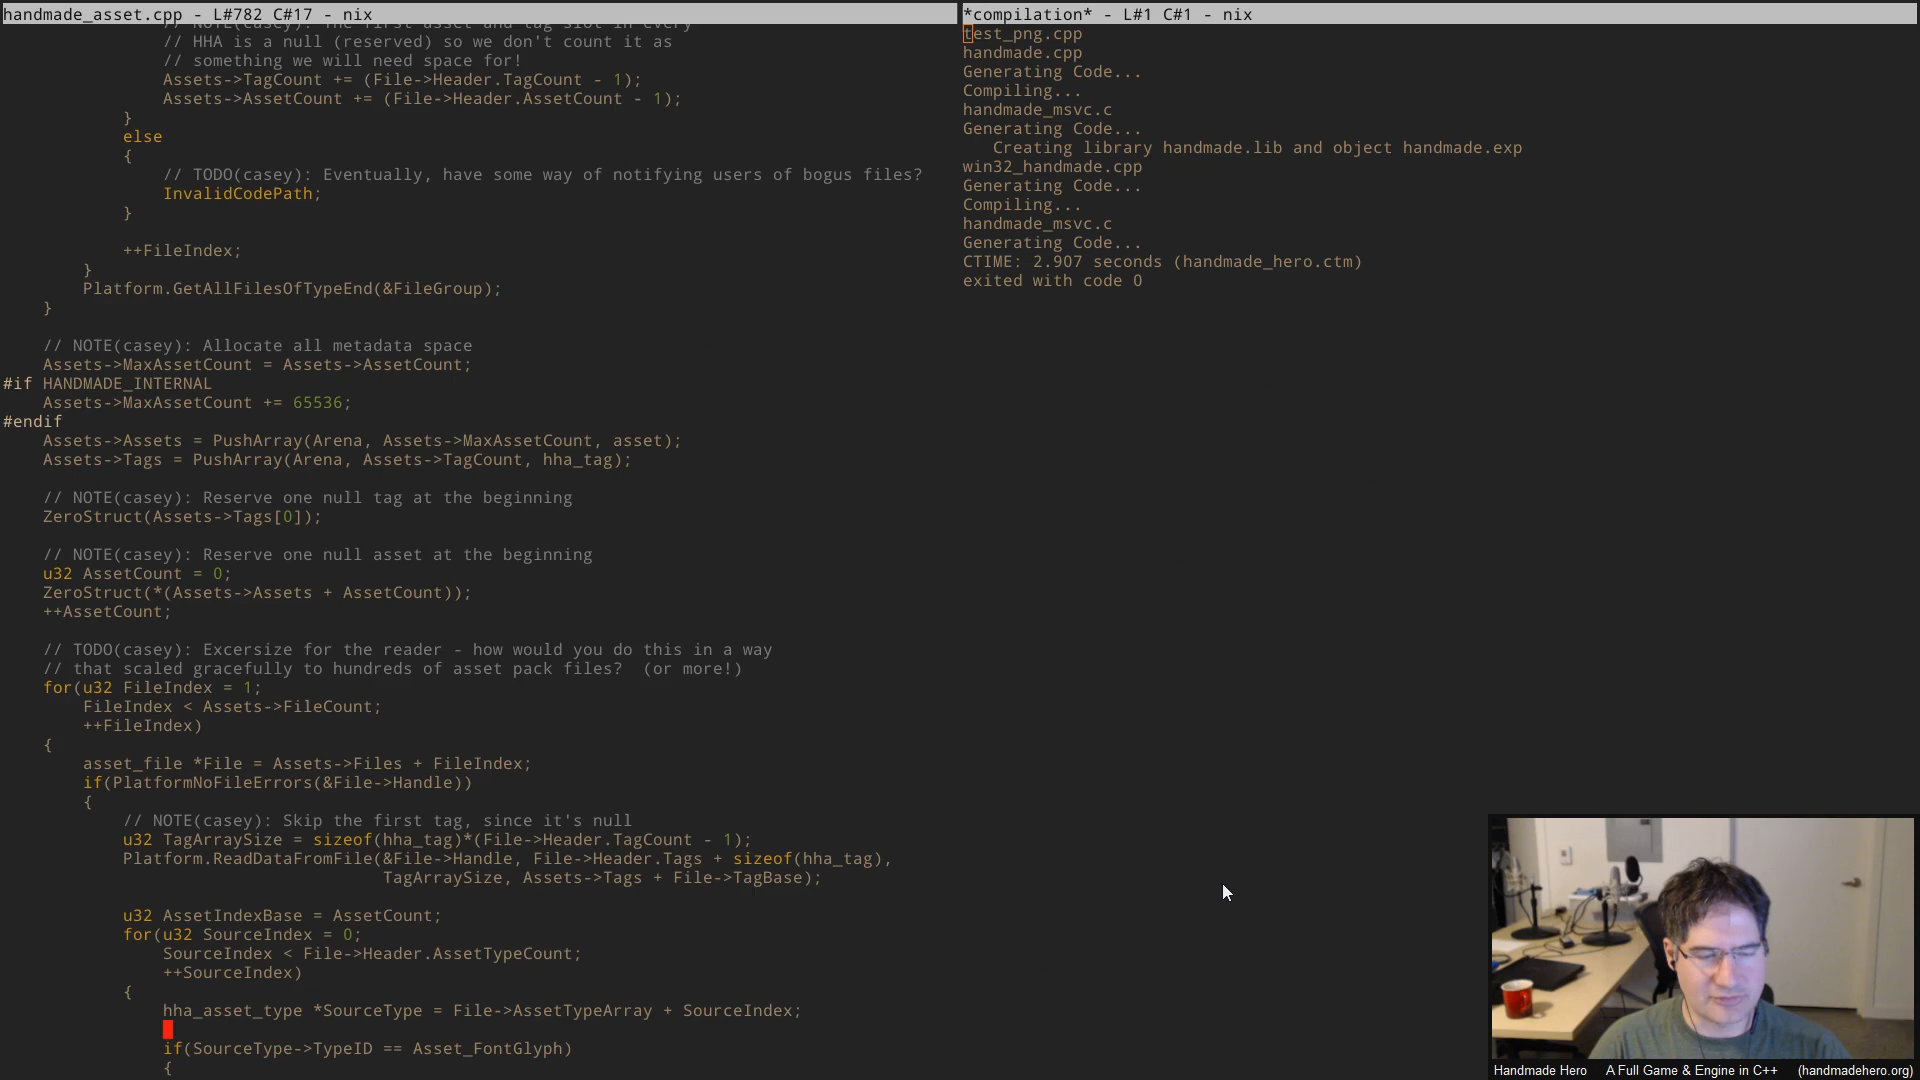 handmade_asset.cpp - L#782 C#17 - nix
// NOTE(casey): The first asset and tag slot in every
// HHA is a null (reserved) so we don't count it as
// something we will need space for!
Assets->TagCount += (File->Header.TagCount - 1);
Assets->AssetCount += (File->Header.AssetCount - 1);
}
else
{
// TODO(casey): Eventually, have some way of notifying users of bogus files?
InvalidCodePath;
}
++FileIndex;
}
Platform.GetAllFilesOfTypeEnd(&FileGroup);
}
// NOTE(casey): Allocate all metadata space
Assets->MaxAssetCount = Assets->AssetCount;
#if HANDMADE_INTERNAL
Assets->MaxAssetCount += 65536;
#endif
Assets->Assets = PushArray(Arena, Assets->MaxAssetCount, asset);
Assets->Tags = PushArray(Arena, Assets->TagCount, hha_tag);
// NOTE(casey): Reserve one null tag at the beginning
ZeroStruct(Assets->Tags[0]);
// NOTE(casey): Reserve one null asset at the beginning
u32 AssetCount = 0;
ZeroStruct(*(Assets->Assets + AssetCount));
++AssetCount;
// TODO(casey): Excersize for the reader - how would you do this in a way
// that scaled gracefully to hundreds of asset pack files?  (or more!)
for(u32 FileIndex = 1;
FileIndex < Assets->FileCount;
++FileIndex)
{
asset_file *File = Assets->Files + FileIndex;
if(PlatformNoFileErrors(&File->Handle))
{
// NOTE(casey): Skip the first tag, since it's null
u32 TagArraySize = sizeof(hha_tag)*(File->Header.TagCount - 1);
Platform.ReadDataFromFile(&File->Handle, File->Header.Tags + sizeof(hha_tag),
TagArraySize, Assets->Tags + File->TagBase);
u32 AssetIndexBase = AssetCount;
for(u32 SourceIndex = 0;
SourceIndex < File->Header.AssetTypeCount;
++SourceIndex)
{
hha_asset_type *SourceType = File->AssetTypeArray + SourceIndex;
if(SourceType->TypeID == Asset_FontGlyph)
{
*compilation* - L#1 C#1 - nix
test_png.cpp
handmade.cpp
Generating Code...
Compiling...
handmade_msvc.c
Generating Code...
Creating library handmade.lib and object handmade.exp
win32_handmade.cpp
Generating Code...
Compiling...
handmade_msvc.c
Generating Code...
CTIME: 2.907 seconds (handmade_hero.ctm)
exited with code 0
Handmade Hero A Full Game & Engine in C++ (handmadehero.org)